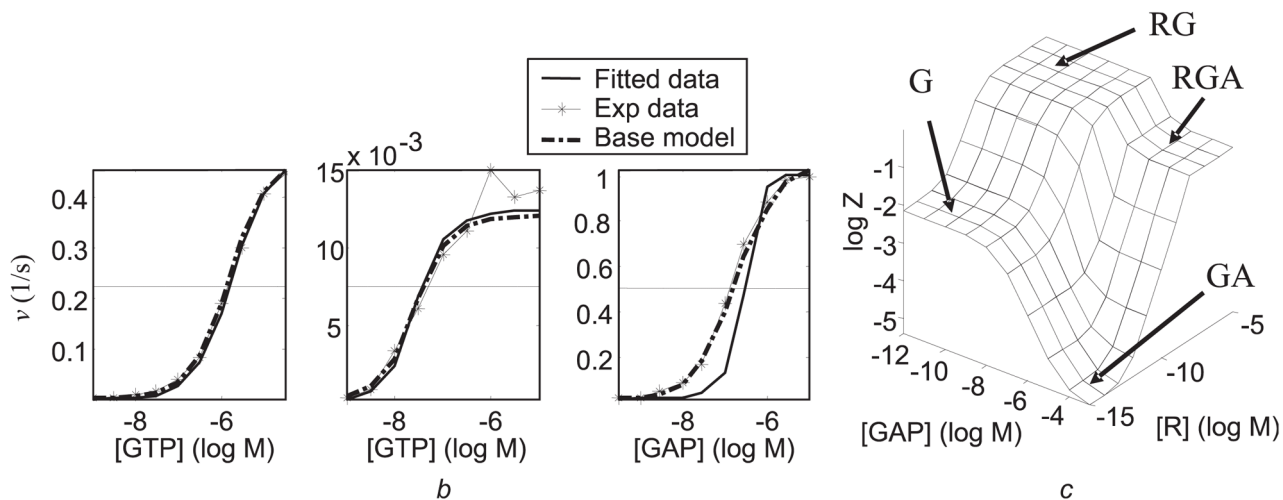 Fitted data
Exp data
Base model
v (1/s)
0.4
0.3
0.2
0.1
-8
-6
[GTP] (log M)
15 x 10-3
10
5
-8
-6
[GTP] (log M)
1
0.8
0.6
0.4
0.2
-8
-6
[GAP] (log M)
b
RG
G
RGA
GA
log Z
-1
-2
-3
-4
-5
-12
-10
-8
-6
-4
[GAP] (log M)
-15
-10
-5
[R] (log M)
c